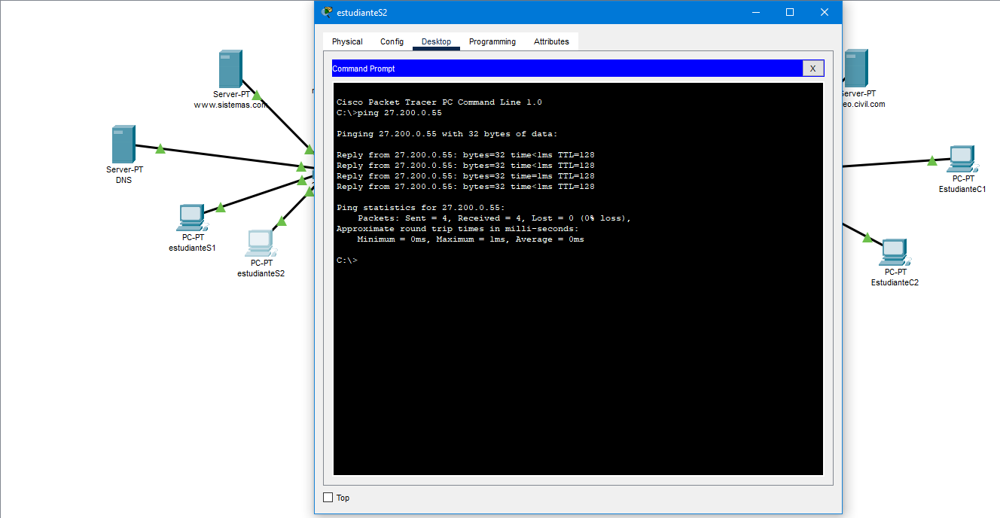 estudianteS2
Physical Config Desktop Programming Attributes
Command Prompt
X
Cisco Packet Tracer PC Command Line 1.0
C:\>ping 27.200.0.55
Pinging 27.200.0.55 with 32 bytes of data:
Reply from 27.200.0.55: bytes=32 time<1ms TTL=128
Reply from 27.200.0.55: bytes=32 time<1ms TTL=128
Reply from 27.200.0.55: bytes=32 time=1ms TTL=128
Reply from 27.200.0.55: bytes=32 time<1ms TTL=128
Ping statistics for 27.200.0.55:
Packets: Sent = 4, Received = 4, Lost = 0 (0% loss),
Approximate round trip times in milli-seconds:
Minimum = 0ms, Maximum = 1ms, Average = 0ms
C:\>
Top
Server-PT
www.sistemas.com
Server-PT
DNS
PC-PT
estudianteS1
PC-PT
estudianteS2
Server-PT
eo.civil.com
PC-PT
EstudianteC1
PC-PT
EstudianteC2